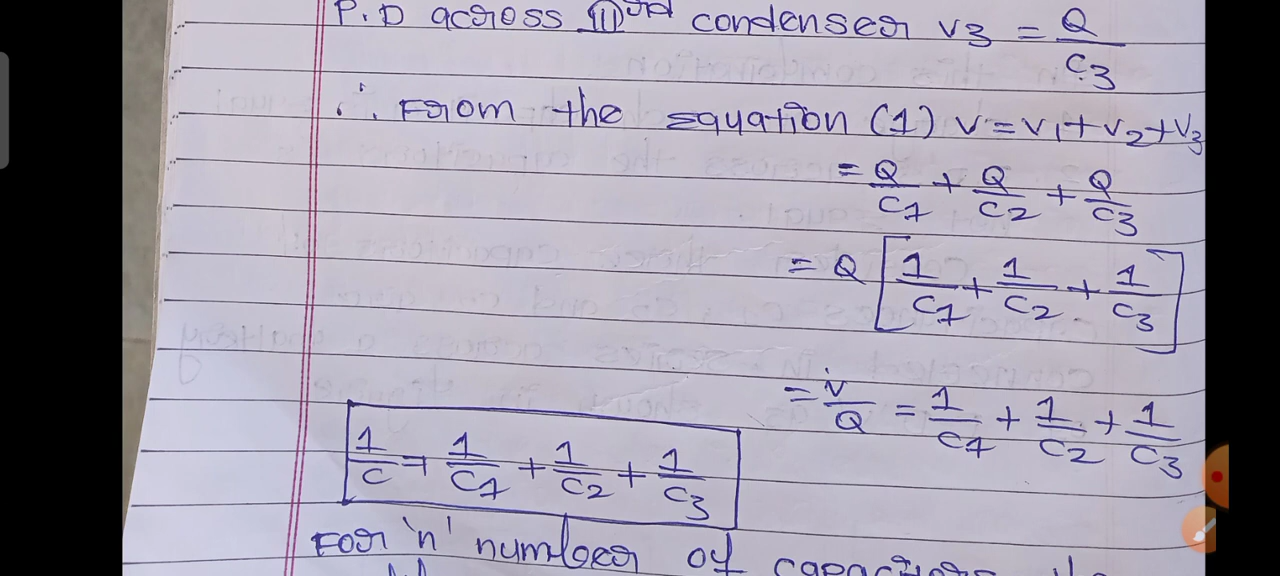 P.D across IIIrd condenser V3 = Q/C3
∴ From the equation (1) V = V1 + V2 + V3
= Q/C1 + Q/C2 + Q/C3
= Q [1/C1 + 1/C2 + 1/C3]
= V/Q = 1/C1 + 1/C2 + 1/C3
1/C = 1/C1 + 1/C2 + 1/C3
For 'n' number of capacitors